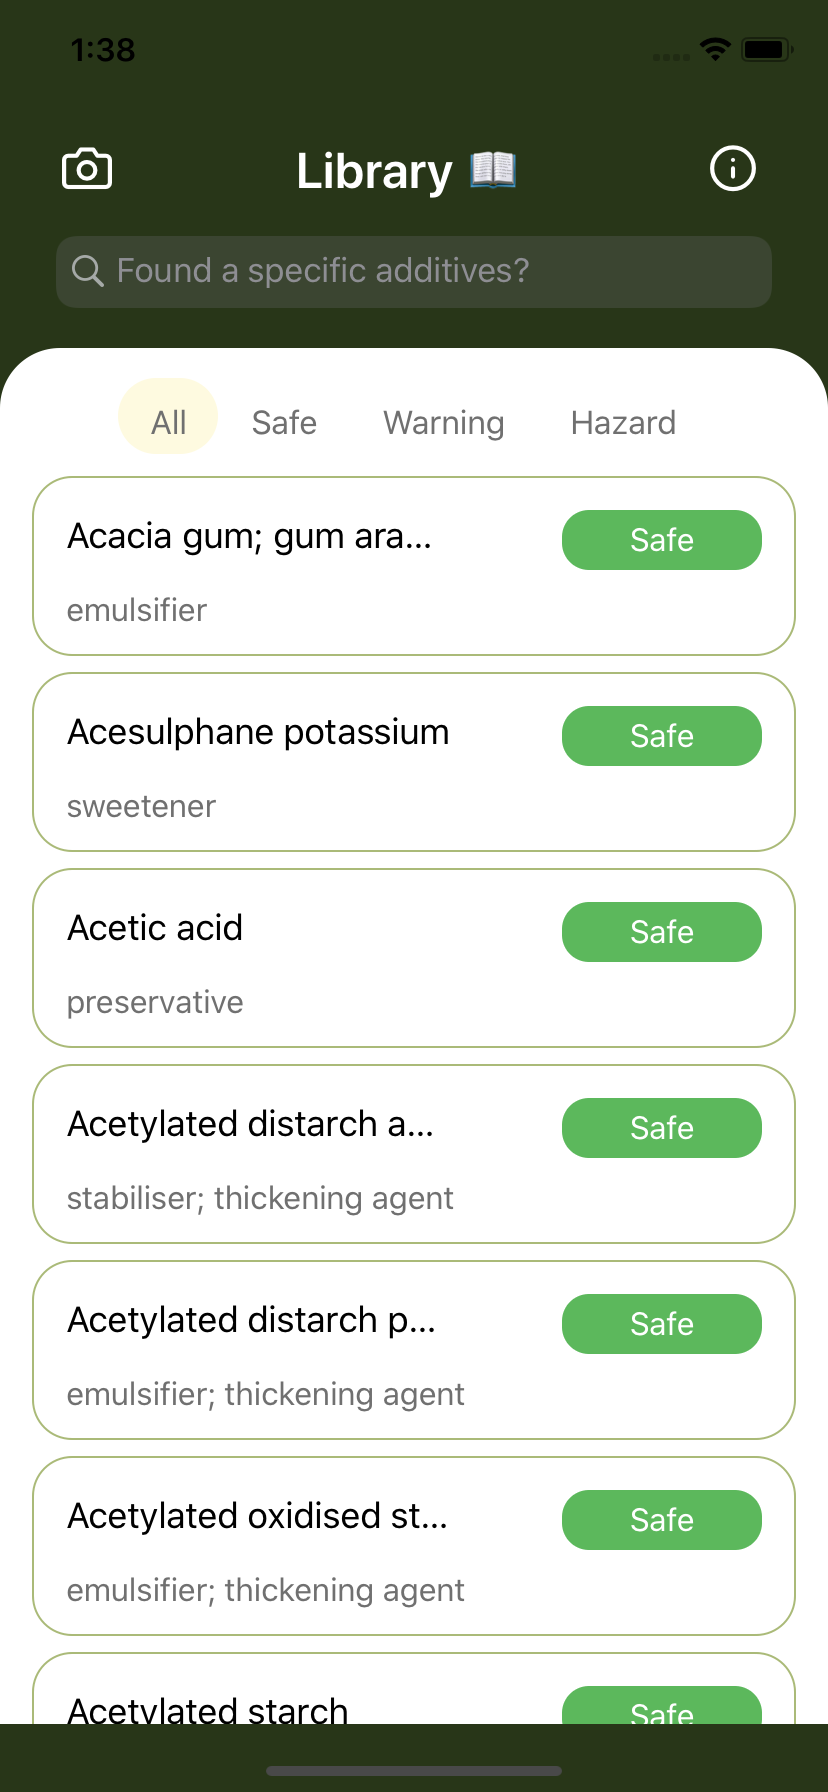 1:38
Library 📖
Found a specific additives?
All Safe Warning Hazard
Acacia gum; gum ara...
Safe
emulsifier
Acesulphane potassium
Safe
sweetener
Acetic acid
Safe
preservative
Acetylated distarch a...
Safe
stabiliser; thickening agent
Acetylated distarch p...
Safe
emulsifier; thickening agent
Acetylated oxidised st...
Safe
emulsifier; thickening agent
Acetylated starch
Safe